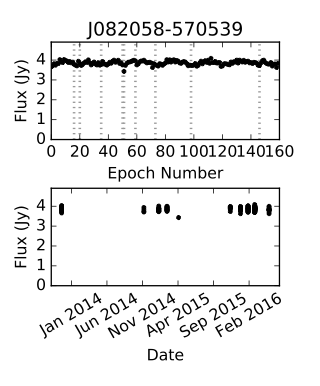 J082058-570539
Flux (Jy)
4
3
2
1
0
0 20 40 60 80 100 120 140 160
Epoch Number
Flux (Jy)
4
3
2
1
0
Jan 2014 Jun 2014 Nov 2014 Apr 2015 Sep 2015 Feb 2016
Date